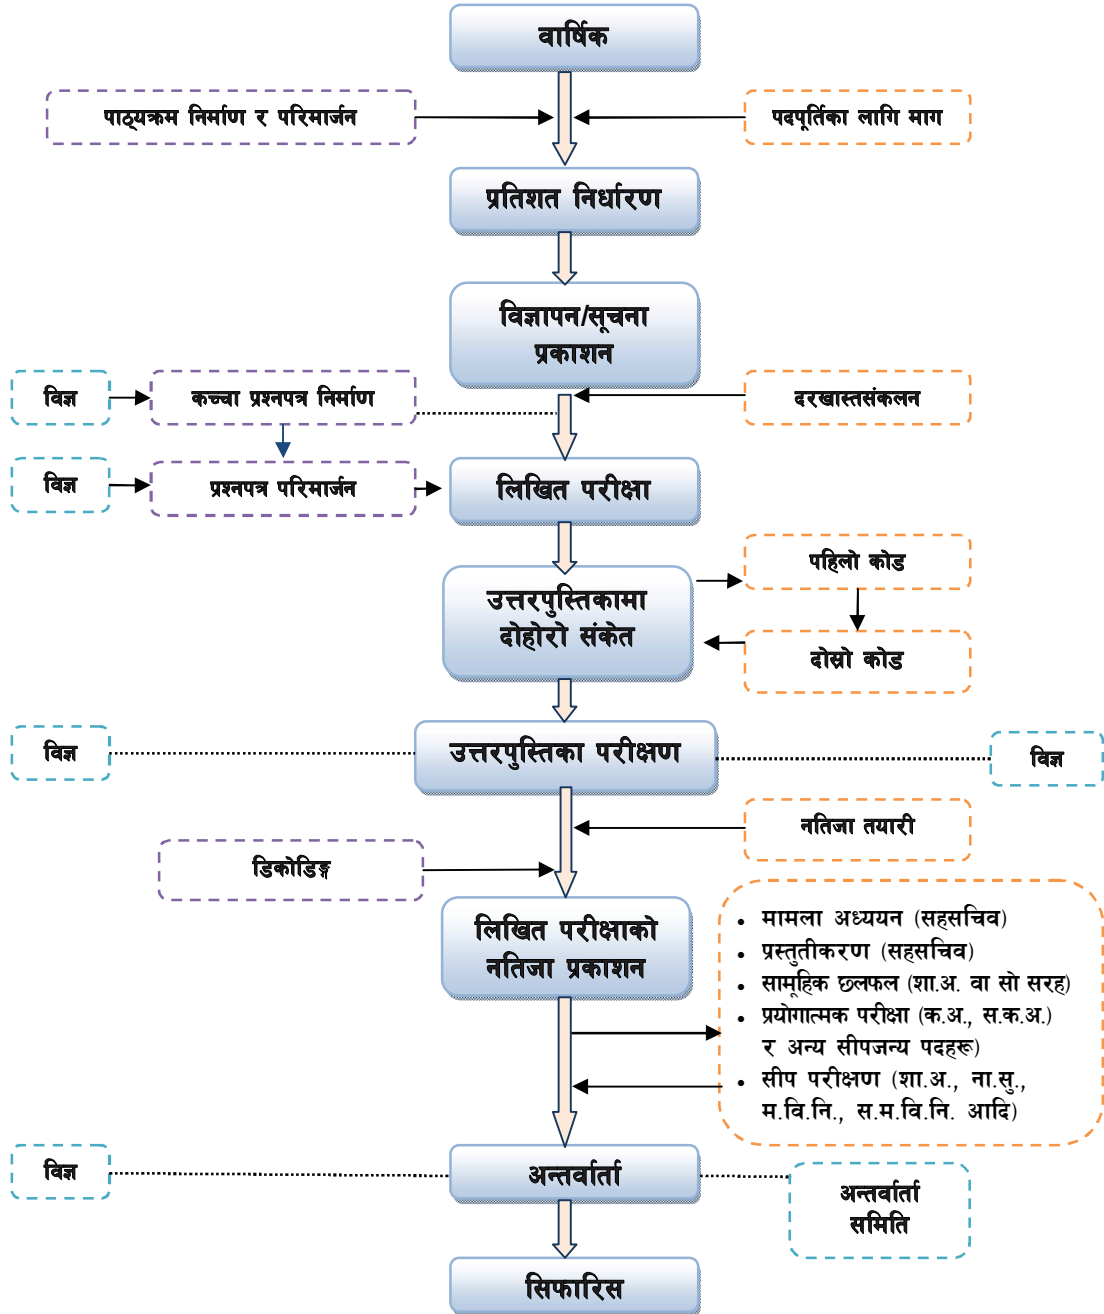 वार्षिक
पाठ्यक्रम निर्माण र परिमार्जन
पदपूर्तिका लागि माग
प्रतिशत निर्धारण
विज्ञापन/सूचना
प्रकाशन
विज्ञ
कच्चा प्रश्नपत्र निर्माण
दरखास्तसंकलन
विज्ञ
प्रश्नपत्र परिमार्जन
लिखित परीक्षा
पहिलो कोड
उत्तरपुस्तिकामा
दोहोरो संकेत
दोस्रो कोड
विज्ञ
उत्तरपुस्तिका परीक्षण
विज्ञ
नतिजा तयारी
डिकोडिङ्ग
लिखित परीक्षाको
नतिजा प्रकाशन
• मामला अध्ययन (सहसचिव)
• प्रस्तुतीकरण (सहसचिव)
• सामूहिक छलफल (शा.अ. वा सो सरह)
• प्रयोगात्मक परीक्षा (क.अ., स.क.अ.)
र अन्य सीपजन्य पदहरू)
• सीप परीक्षण (शा.अ., ना.सु.,
म.वि.नि., स.म.वि.नि. आदि)
विज्ञ
अन्तर्वार्ता
अन्तर्वार्ता
समिति
सिफारिस